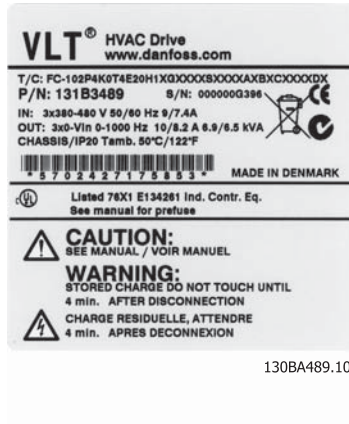 VLT® HVAC Drive
www.danfoss.com
T/C: FC-102P4K0T4E20H1XGXXXXSXXXXAXBXCXXXXDX
P/N: 131B3489 S/N: 000000G396
IN: 3x380-480 V 50/60 Hz 9/7.4A
OUT: 3x0-Vin 0-1000 Hz 10/8.2 A 6.9/6.5 kVA
CHASSIS/IP20 Tamb. 50°C/122°F
* 5 7 0 2 4 2 7 1 7 5 8 5 3 * MADE IN DENMARK
Listed 76X1 E134261 Ind. Contr. Eq.
See manual for prefuse
CAUTION:
SEE MANUAL / VOIR MANUEL
WARNING:
STORED CHARGE DO NOT TOUCH UNTIL
4 min. AFTER DISCONNECTION
CHARGE RESIDUELLE, ATTENDRE
4 min. APRES DECONNEXION
130BA489.10